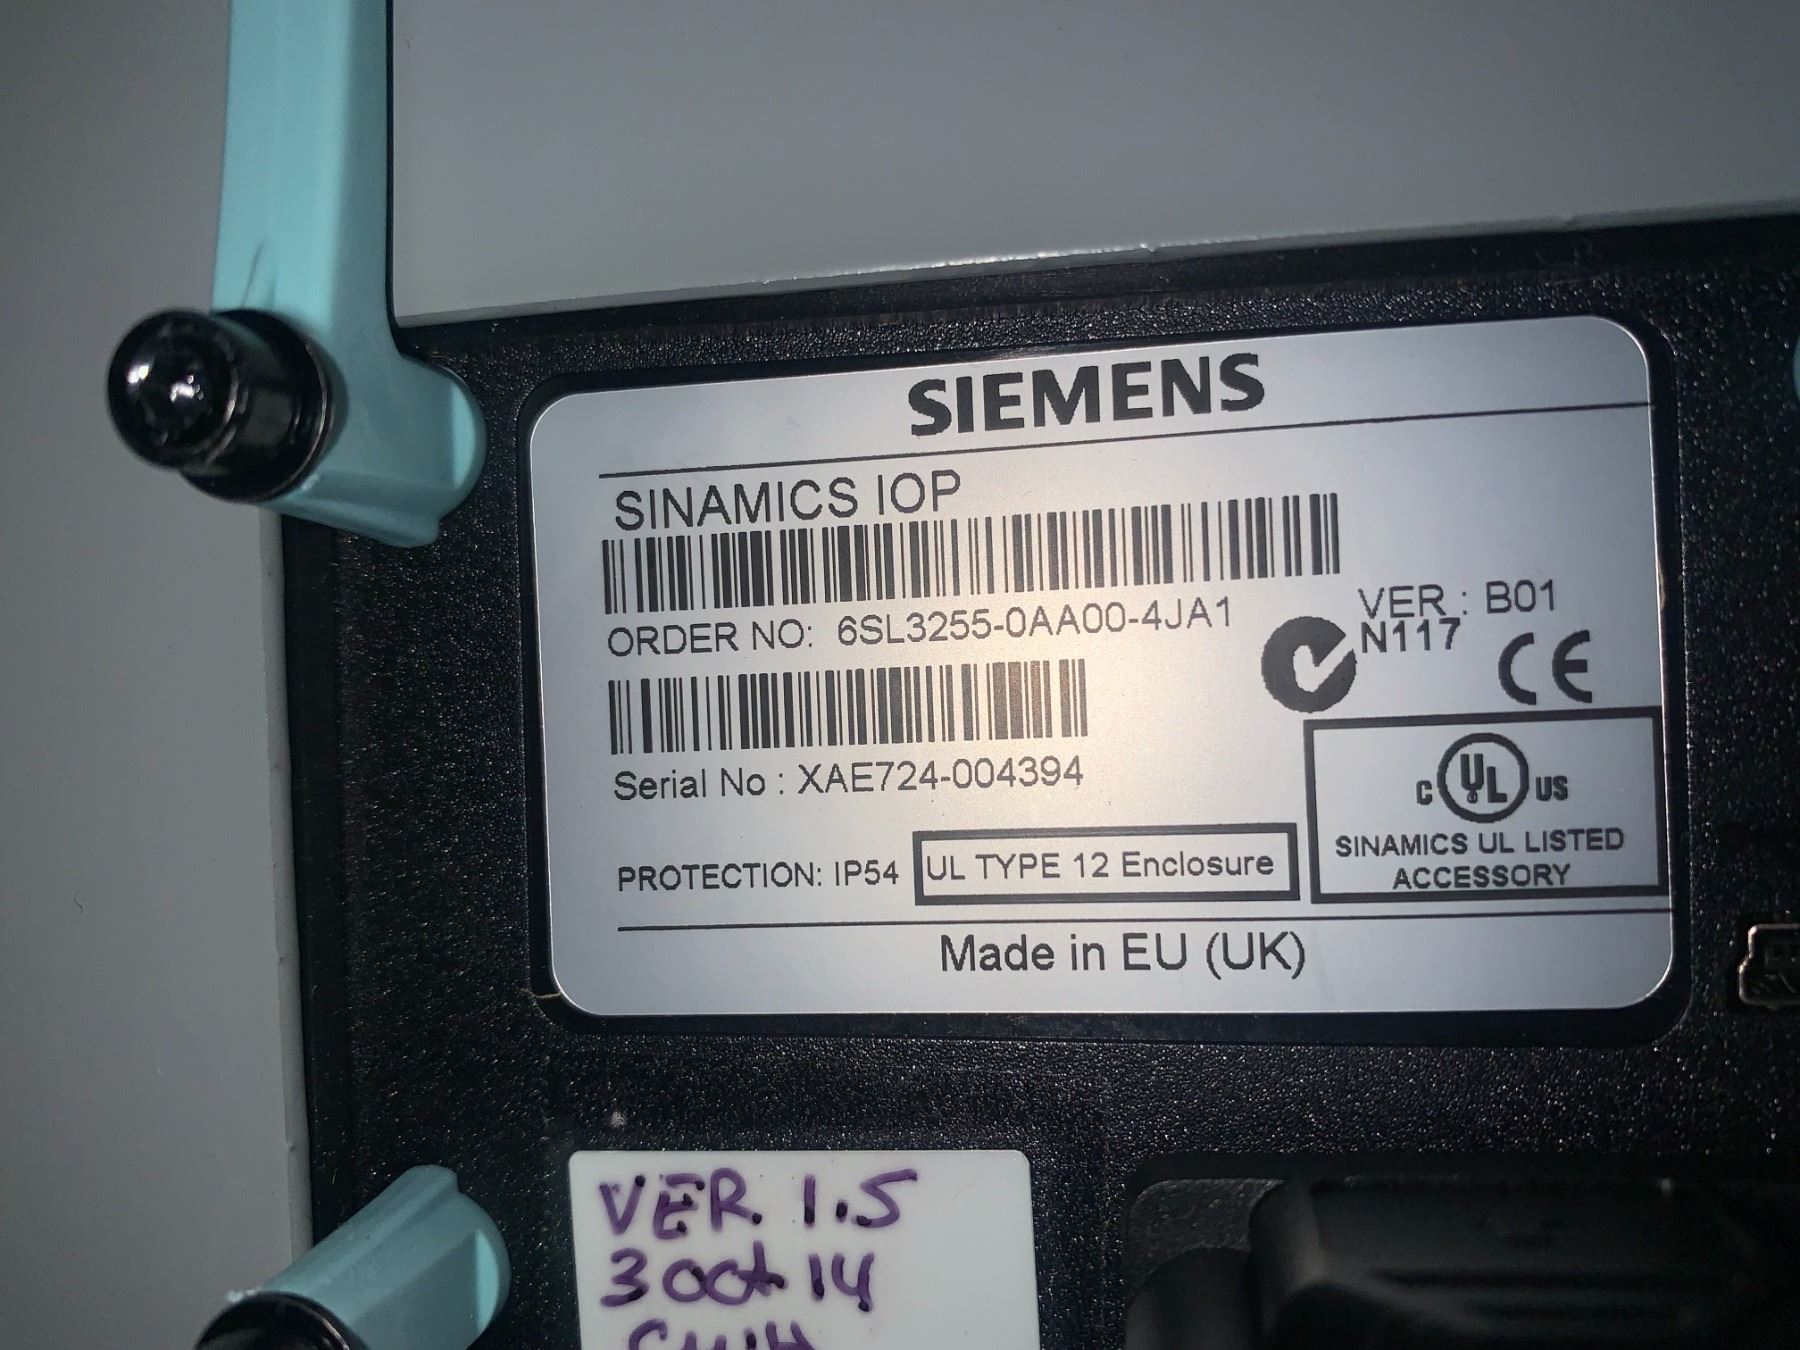 SIEMENS
SINAMICS IOP
ORDER NO: 6SL3255-0AA00-4JA1
VER : B01
N117
CE
Serial No : XAE724-004394
C UL US
SINAMICS UL LISTED
ACCESSORY
PROTECTION: IP54
UL TYPE 12 Enclosure
Made in EU (UK)
VER. 1.5
3 Oct 14